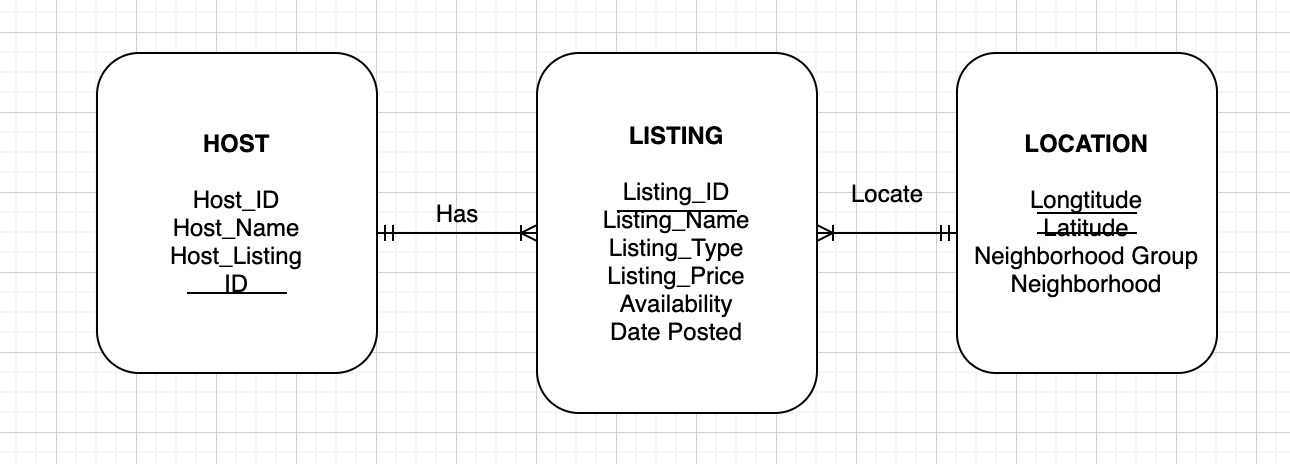 HOST
Host_ID
Host_Name
Host_Listing
ID
Has
LISTING
Listing_ID
Listing_Name
Listing_Type
Listing_Price
Availability
Date Posted
Locate
LOCATION
Longtitude
Latitude
Neighborhood Group
Neighborhood